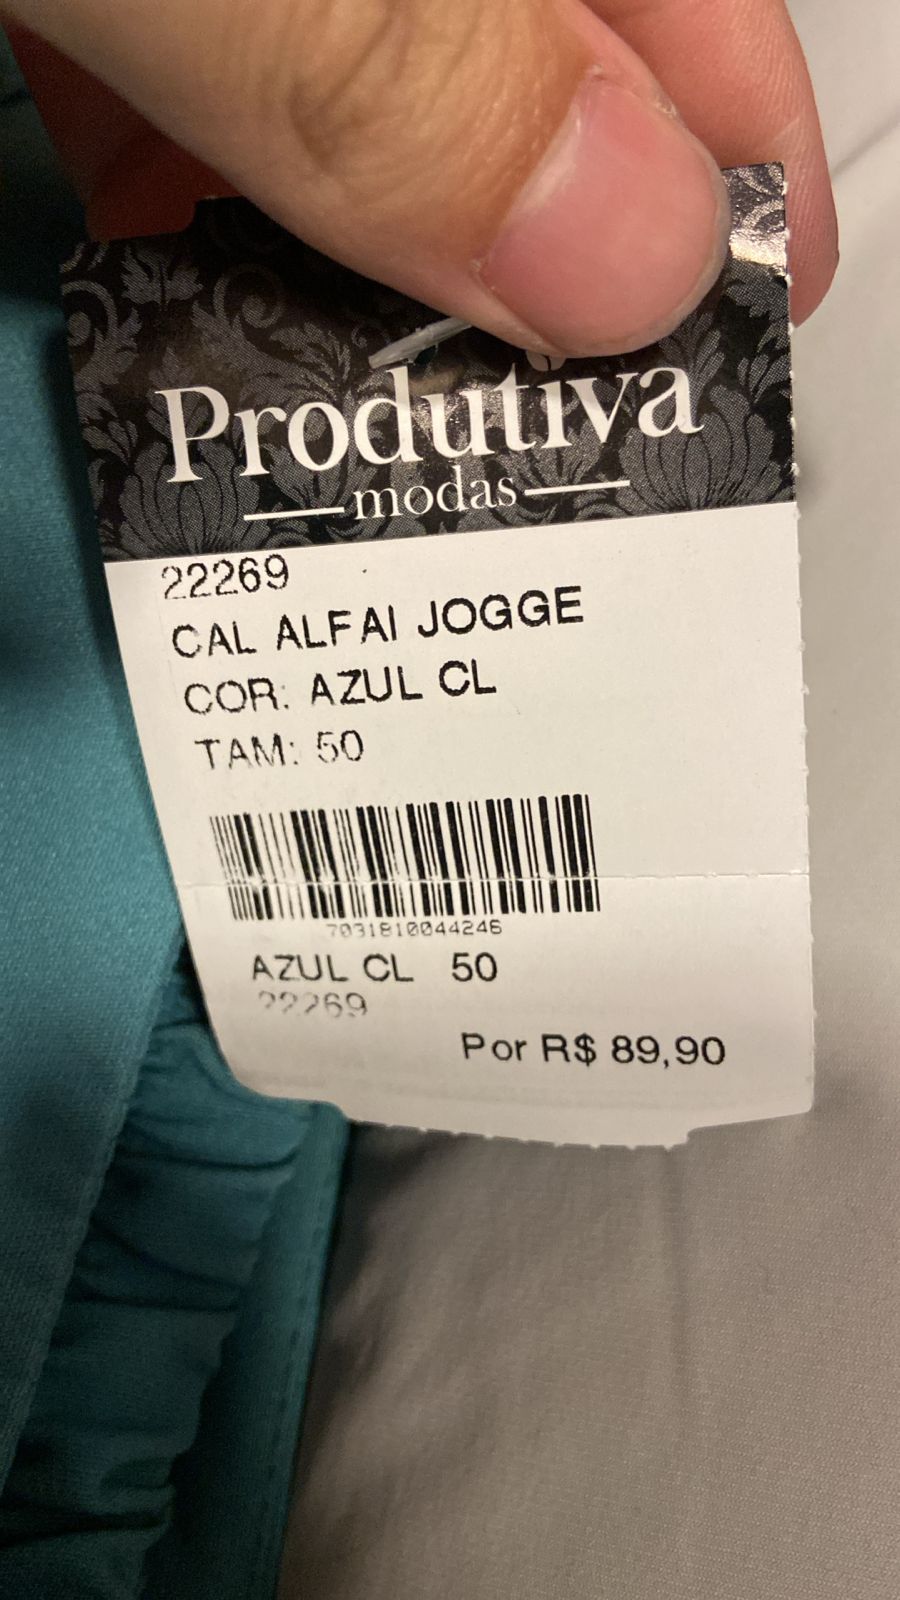 Produtiva
modas
22269
CAL ALFAI JOGGE
COR: AZUL CL
TAM: 50
7031810044246
AZUL CL 50
22269
Por R$ 89,90